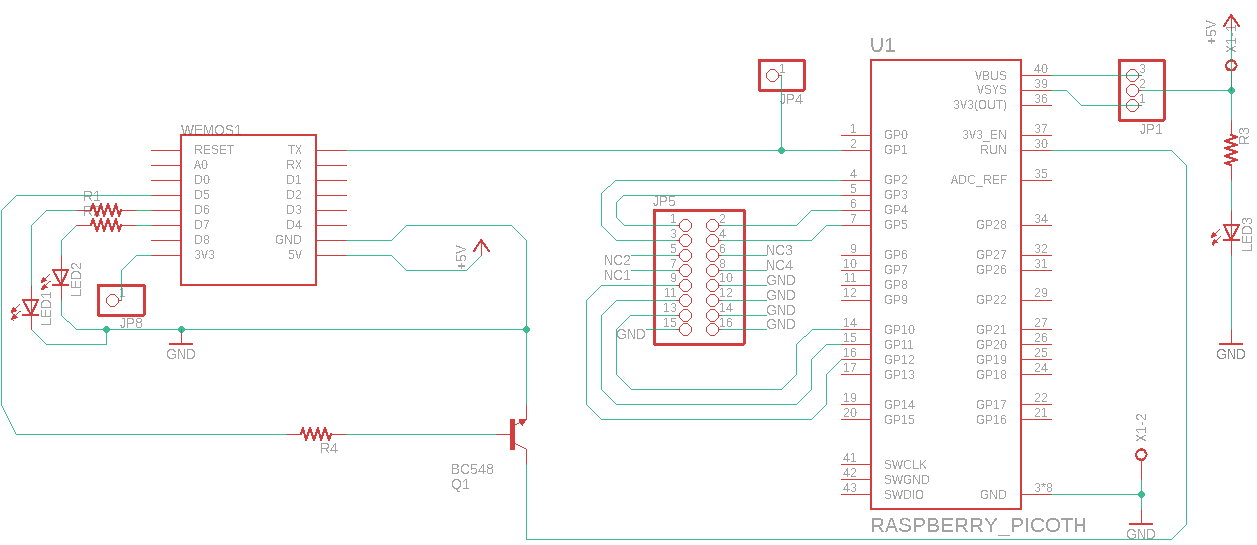 U1
+5V
X1-1
JP4
1
VBUS 40
VSYS 39
3V3(OUT) 36
3
2
1
JP1
WEMOS1
RESET TX
A0 RX
D0 D1
D5 D2
D6 D3
D7 D4
D8 GND
3V3 5V
R1
LED2
LED1
1
JP8
GND
+5V
R4
BC548
Q1
JP5
1 2
3 4
5 6
7 8
9 10
11 12
13 14
15 16
NC2
NC1
GND
NC3
NC4
GND
GND
GND
GND
1 GP0
2 GP1
4 GP2
5 GP3
6 GP4
7 GP5
9 GP6
10 GP7
11 GP8
12 GP9
14 GP10
15 GP11
16 GP12
17 GP13
19 GP14
20 GP15
41 SWCLK
42 SWGND
43 SWDIO
3V3_EN 37
RUN 30
ADC_REF 35
GP28 34
GP27 32
GP26 31
GP22 29
GP21 27
GP20 26
GP19 25
GP18 24
GP17 22
GP16 21
GND 3*8
RASPBERRY_PICOTH
R3
LED3
GND
X1-2
GND